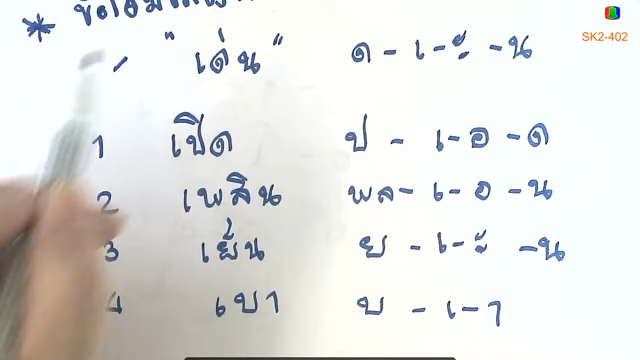 *
"เด่น" ด - เ-ะ - น
1 เปิด ป - เ-อ - ด
2 เพลิน พล - เ-อ - น
3 เย็น ย - เ-ะ - น
4 เบา บ - เ-า
SK2-402